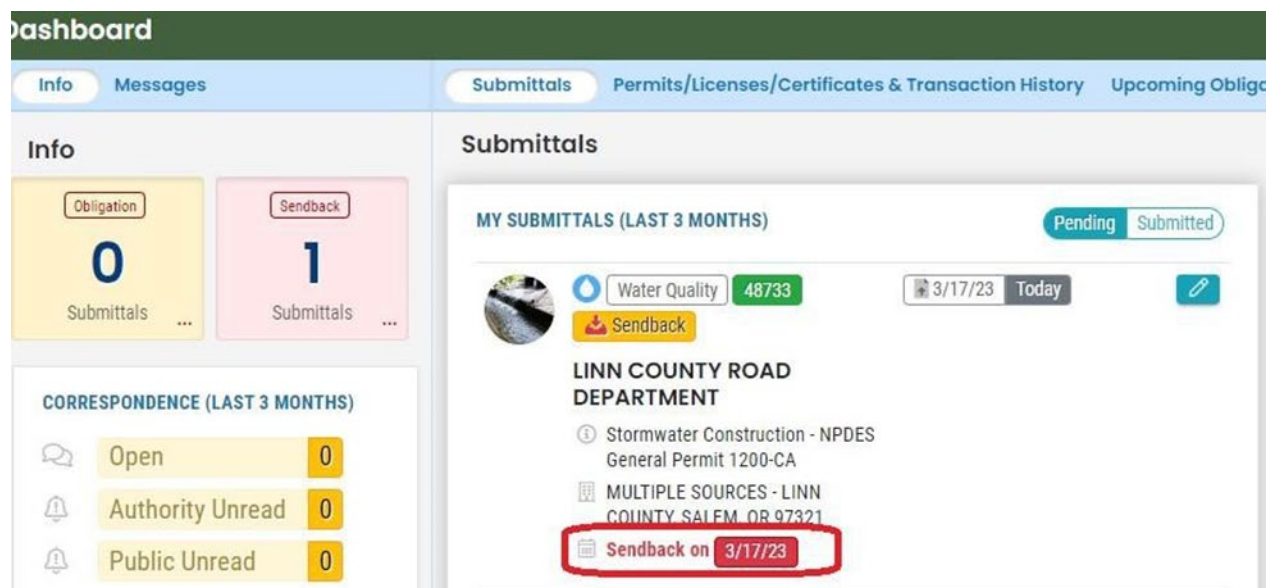 Dashboard
Info Messages
Submittals Permits/Licenses/Certificates & Transaction History Upcoming
Info
Obligation
0
Submittals
...
Sendback
1
Submittals
...
CORRESPONDENCE (LAST 3 MONTHS)
Open 0
Authority Unread 0
Public Unread 0
Submittals
MY SUBMITTALS (LAST 3 MONTHS) Pending Submitted
Water Quality 48733 3/17/23 Today
Sendback
LINN COUNTY ROAD
DEPARTMENT
Stormwater Construction - NPDES
General Permit 1200-CA
MULTIPLE SOURCES - LINN
COUNTY, SALEM, OR 97321
Sendback on 3/17/23